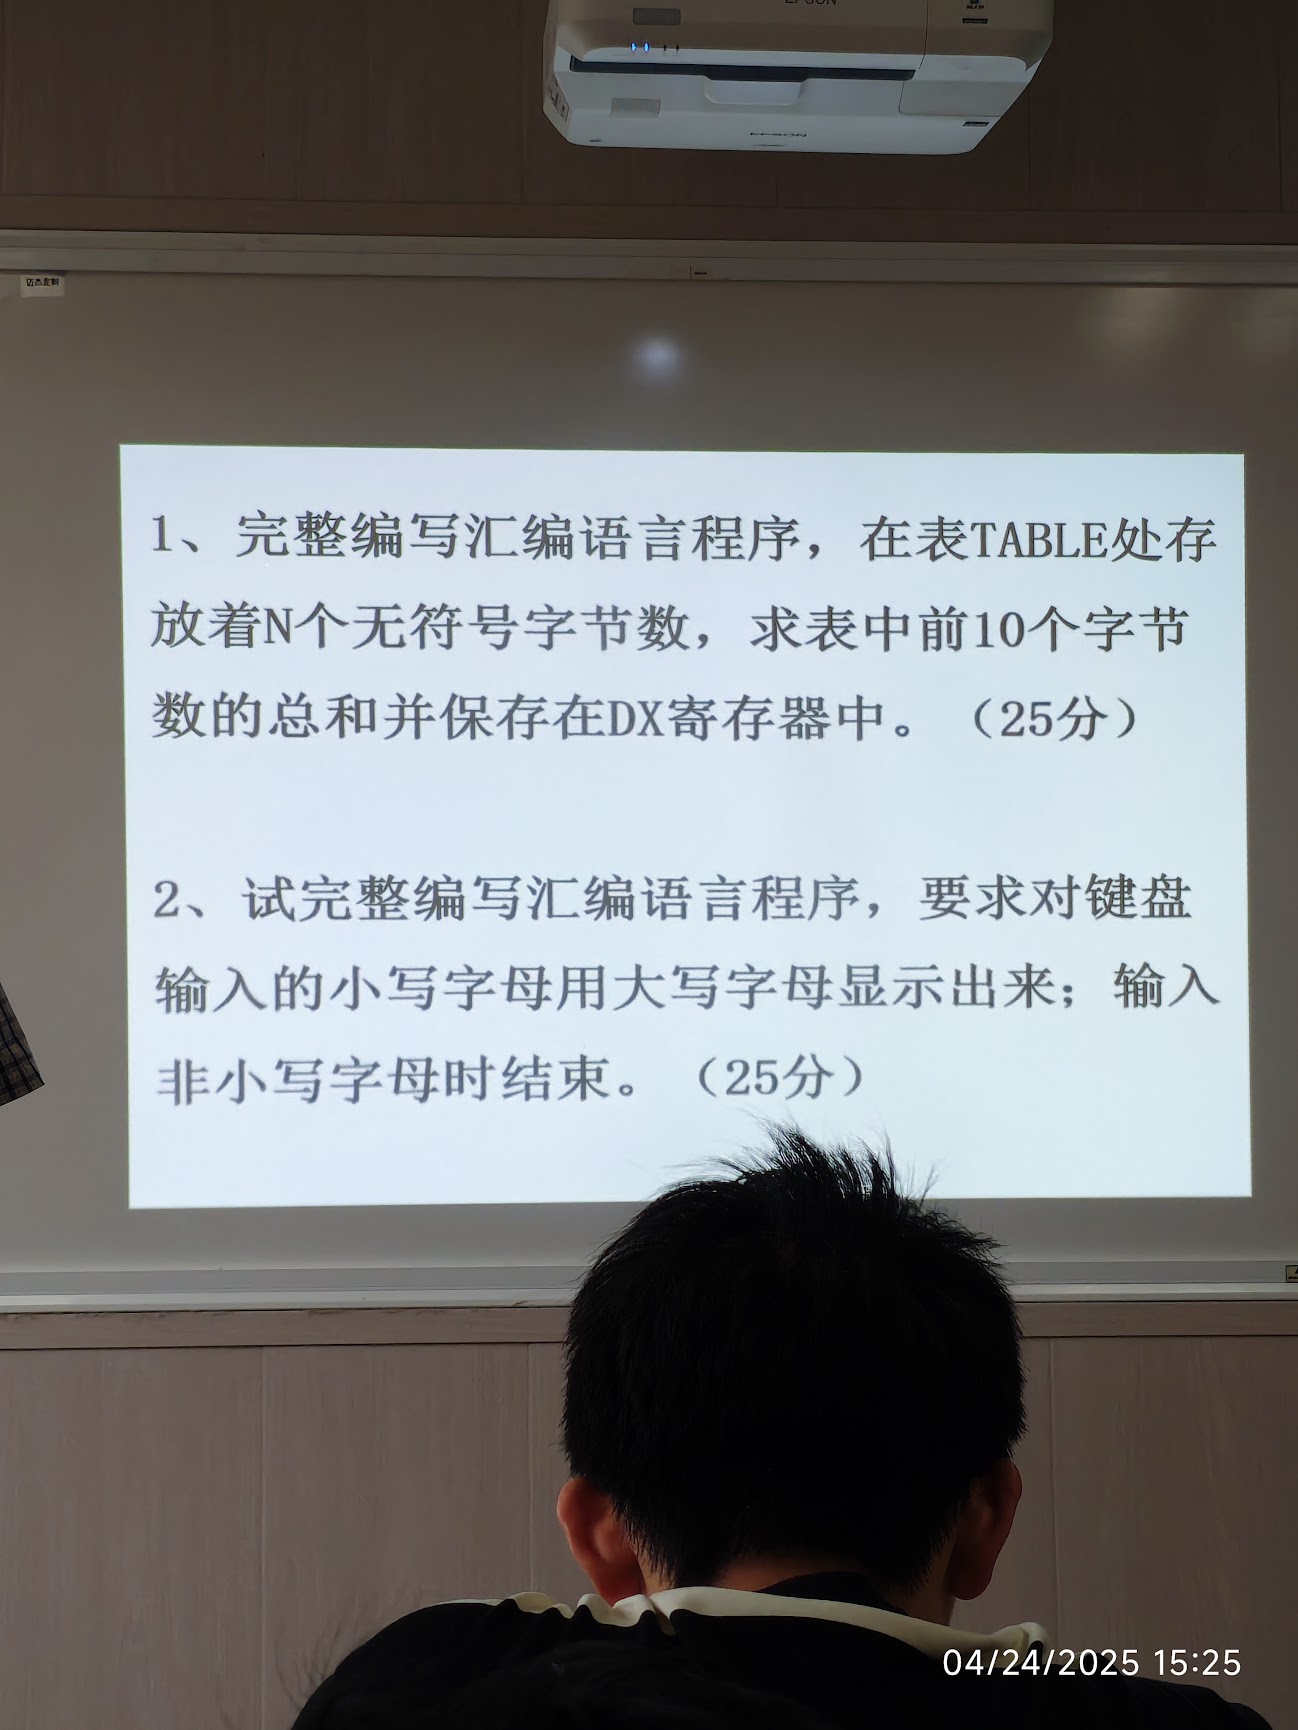 EPSON
EPSON
1、完整编写汇编语言程序，在表TABLE处存
放着N个无符号字节数，求表中前10个字节
数的总和并保存在DX寄存器中。（25分）
2、试完整编写汇编语言程序，要求对键盘
输入的小写字母用大写字母显示出来；输入
非小写字母时结束。（25分）
04/24/2025 15:25